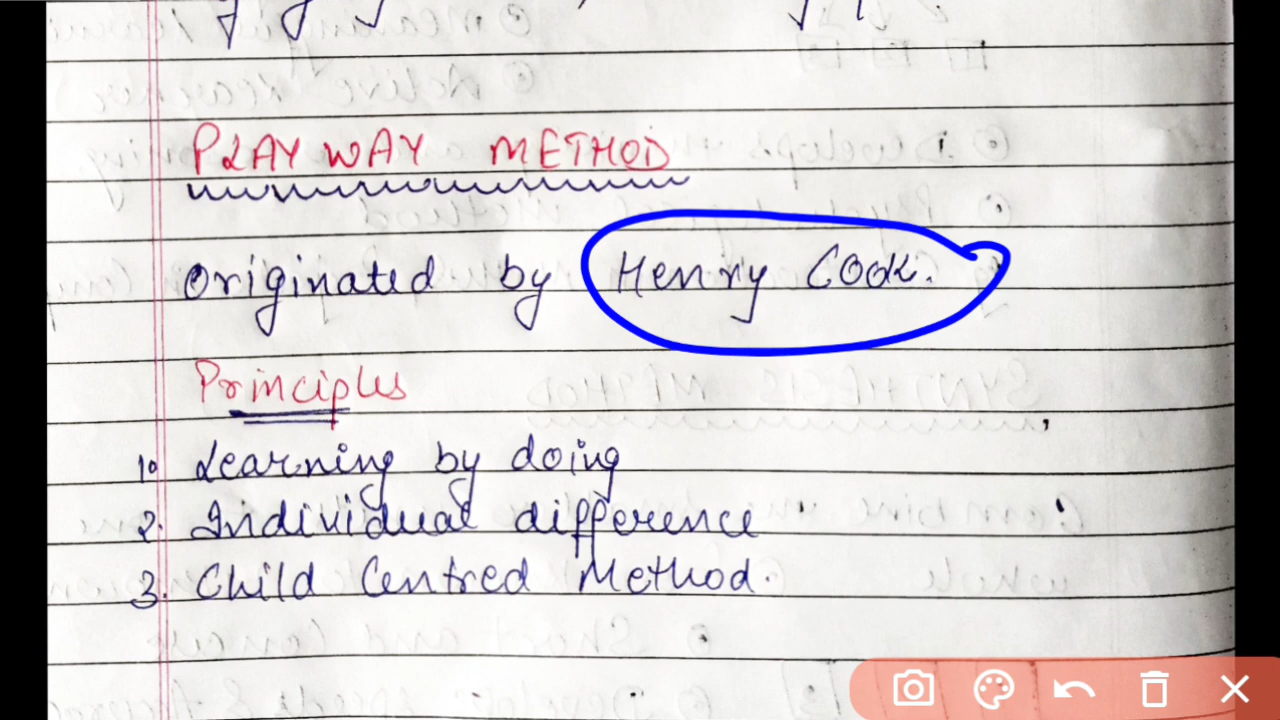 PLAY WAY METHOD
originated by Henry Cook.
Principles
1. Learning by doing
2. Individual difference
3. Child Centred Method.